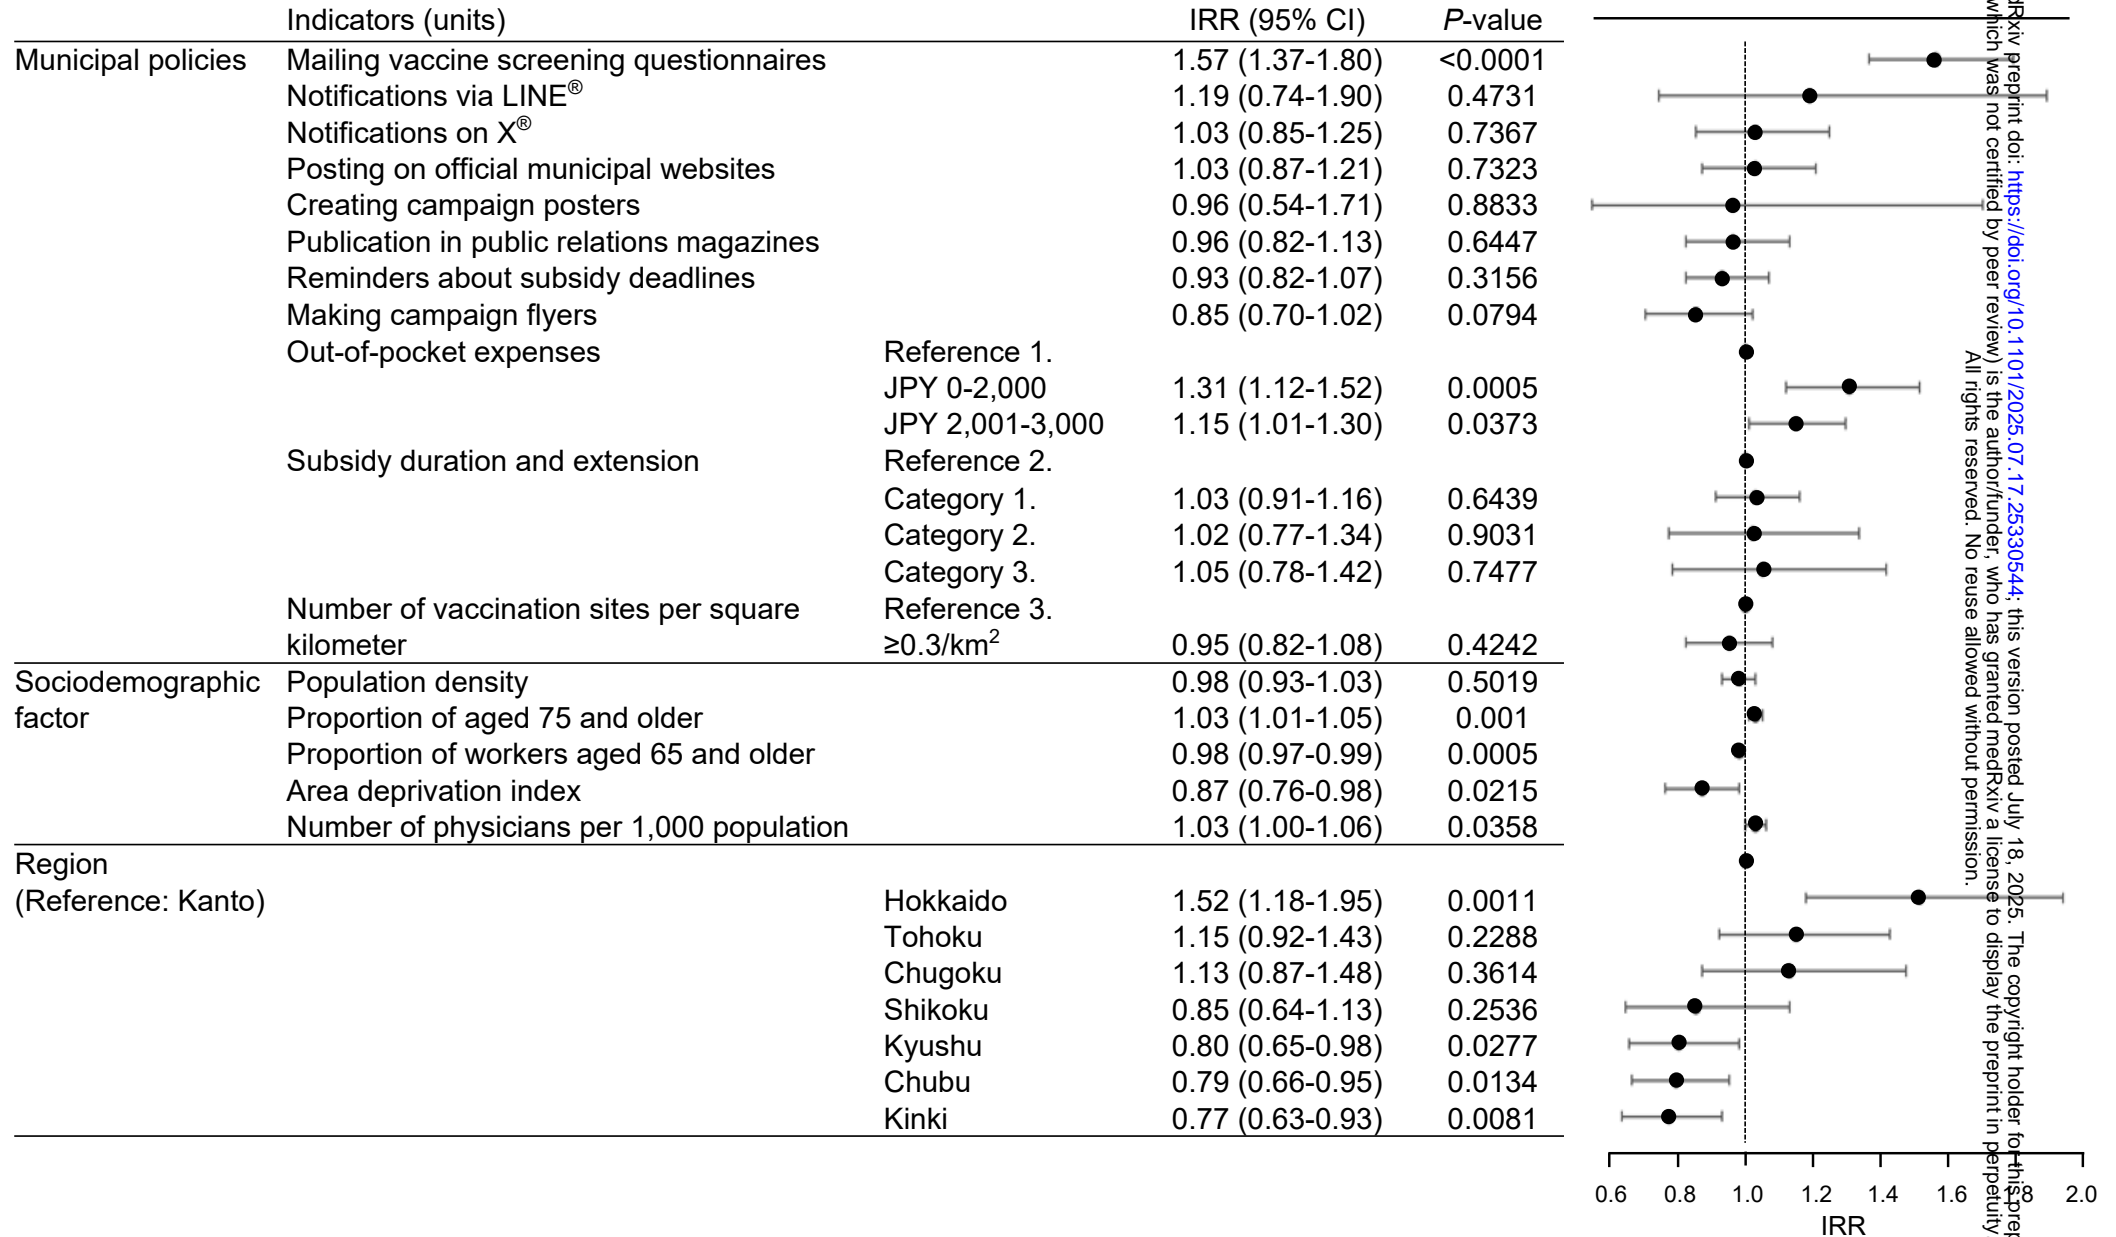 Indicators (units) IRR (95% CI) P-value
Municipal policies Mailing vaccine screening questionnaires 1.57 (1.37-1.80) <0.0001
Notifications via LINE® 1.19 (0.74-1.90) 0.4731
Notifications on X® 1.03 (0.85-1.25) 0.7367
Posting on official municipal websites 1.03 (0.87-1.21) 0.7323
Creating campaign posters 0.96 (0.54-1.71) 0.8833
Publication in public relations magazines 0.96 (0.82-1.13) 0.6447
Reminders about subsidy deadlines 0.93 (0.82-1.07) 0.3156
Making campaign flyers 0.85 (0.70-1.02) 0.0794
Out-of-pocket expenses Reference 1.
JPY 0-2,000 1.31 (1.12-1.52) 0.0005
JPY 2,001-3,000 1.15 (1.01-1.30) 0.0373
Subsidy duration and extension Reference 2.
Category 1. 1.03 (0.91-1.16) 0.6439
Category 2. 1.02 (0.77-1.34) 0.9031
Category 3. 1.05 (0.78-1.42) 0.7477
Number of vaccination sites per square Reference 3.
kilometer ≥0.3/km² 0.95 (0.82-1.08) 0.4242
Sociodemographic Population density 0.98 (0.93-1.03) 0.5019
factor Proportion of aged 75 and older 1.03 (1.01-1.05) 0.001
Proportion of workers aged 65 and older 0.98 (0.97-0.99) 0.0005
Area deprivation index 0.87 (0.76-0.98) 0.0215
Number of physicians per 1,000 population 1.03 (1.00-1.06) 0.0358
Region
(Reference: Kanto) Hokkaido 1.52 (1.18-1.95) 0.0011
Tohoku 1.15 (0.92-1.43) 0.2288
Chugoku 1.13 (0.87-1.48) 0.3614
Shikoku 0.85 (0.64-1.13) 0.2536
Kyushu 0.80 (0.65-0.98) 0.0277
Chubu 0.79 (0.66-0.95) 0.0134
Kinki 0.77 (0.63-0.93) 0.0081
0.6 0.8 1.0 1.2 1.4 1.6 1.8 2.0
IRR
dRxiv preprint doi: https://doi.org/10.1101/2025.07.17.25330544; this version posted July 18, 2025. The copyright holder for this prep
which was not certified by peer review) is the author/funder, who has granted medRxiv a license to display the preprint in perpetuity
All rights reserved. No reuse allowed without permission.